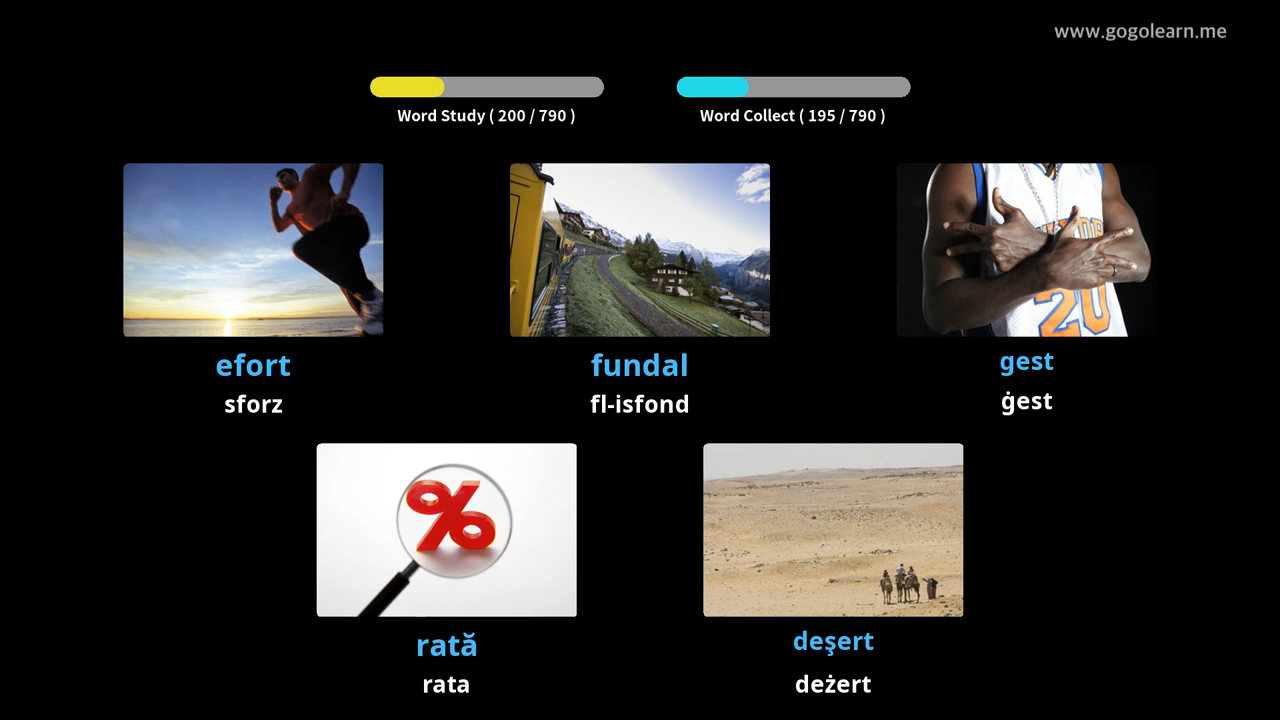 www.gogolearn.me
Word Study ( 200 / 790 )
Word Collect ( 195 / 790 )
efort
sforz
fundal
fl-isfond
20
gest
ġest
%
rată
rata
deşert
deżert